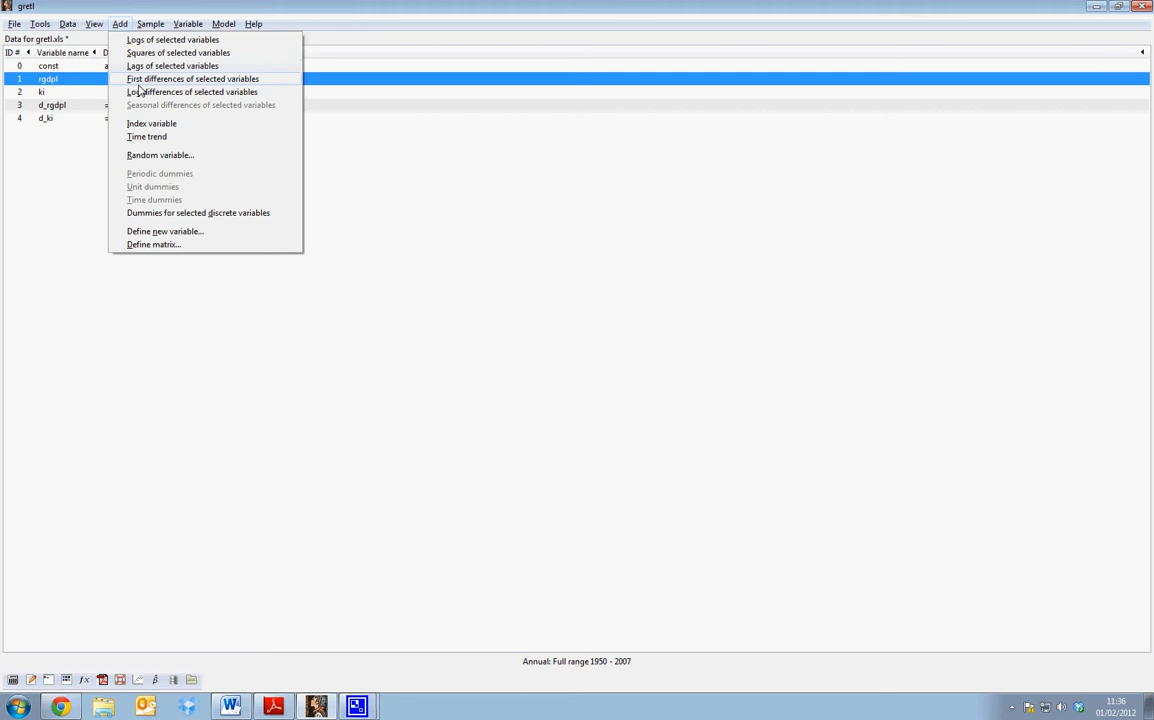 gretl
File Tools Data View Add Sample Variable Model Help
Data for gretl.xls *
ID # Variable name D
0 const a
1 rgdpl
2 ki
3 d_rgdpl =
4 d_ki =
Logs of selected variables
Squares of selected variables
Lags of selected variables
First differences of selected variables
differences of selected variables
Seasonal differences of selected variables
Index variable
Time trend
Random variable...
Periodic dummies
Unit dummies
Time dummies
Dummies for selected discrete variables
Define new variable...
Define matrix...
Annual: Full range 1950 - 2007
11:36
01/02/2012